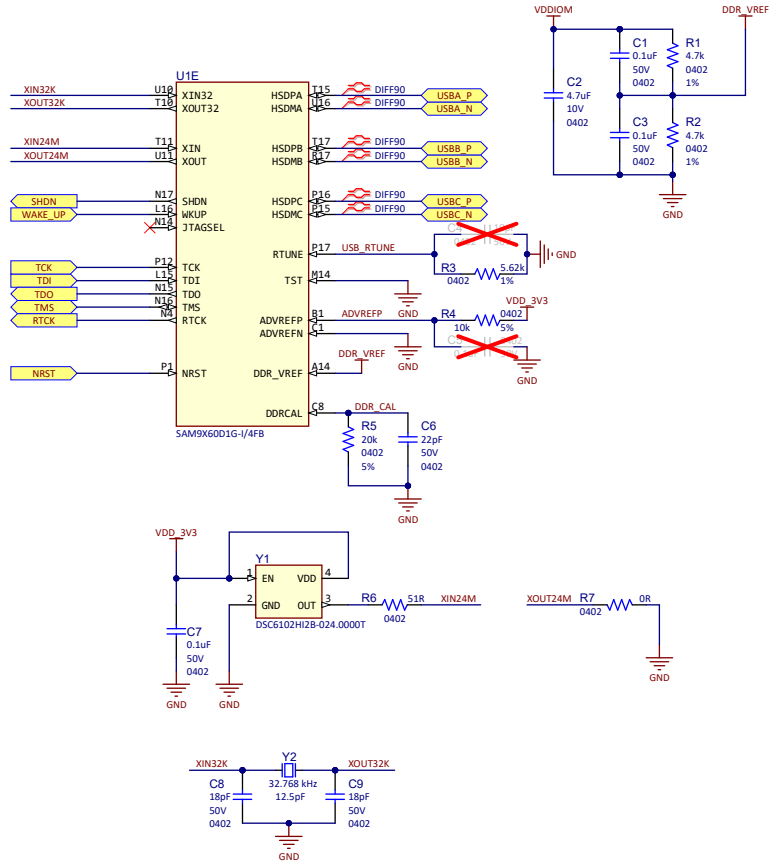 VDDIOM
DDR_VREF
C1
0.1uF
50V
0402
R1
4.7k
0402
1%
C2
4.7uF
10V
0402
C3
0.1uF
50V
0402
R2
4.7k
0402
1%
GND
U1E
XIN32K U10 XIN32 HSDPA T15 DIFF90 USBA_P
XOUT32K T10 XOUT32 HSDMA U16 DIFF90 USBA_N
XIN24M T11 XIN HSDPB T17 DIFF90 USBB_P
XOUT24M U11 XOUT HSDMB R17 DIFF90 USBB_N
SHDN N17 SHDN HSDPC P16 DIFF90 USBC_P
WAKE_UP L16 WKUP HSDMC P15 DIFF90 USBC_N
N14 JTAGSEL
RTUNE P17 USB_RTUNE
GND
R3 5.62k
0402 1%
TCK P12 TCK
TDI L15 TDI TST M14
TDO N15 TDO
GND
TMS N16 TMS
RTCK N4 RTCK
ADVREFP B1 ADVREFP R4 0402 VDD_3V3
10k 5%
ADVREFN C1
GND
GND
DDR_VREF
NRST P1 NRST DDR_VREF A14
DDRCAL C8 DDR_CAL
R5
20k
0402
5%
C6
22pF
50V
0402
GND
SAM9X60D1G-I/4FB
VDD_3V3
Y1
1 EN VDD 4
2 GND OUT 3
DSC6102HI2B-024.0000T
R6 51R XIN24M
0402
XOUT24M R7 0R
0402
GND
C7
0.1uF
50V
0402
GND
GND
XIN32K Y2 XOUT32K
32.768 kHz
12.5pF
C8
18pF
50V
0402
C9
18pF
50V
0402
GND